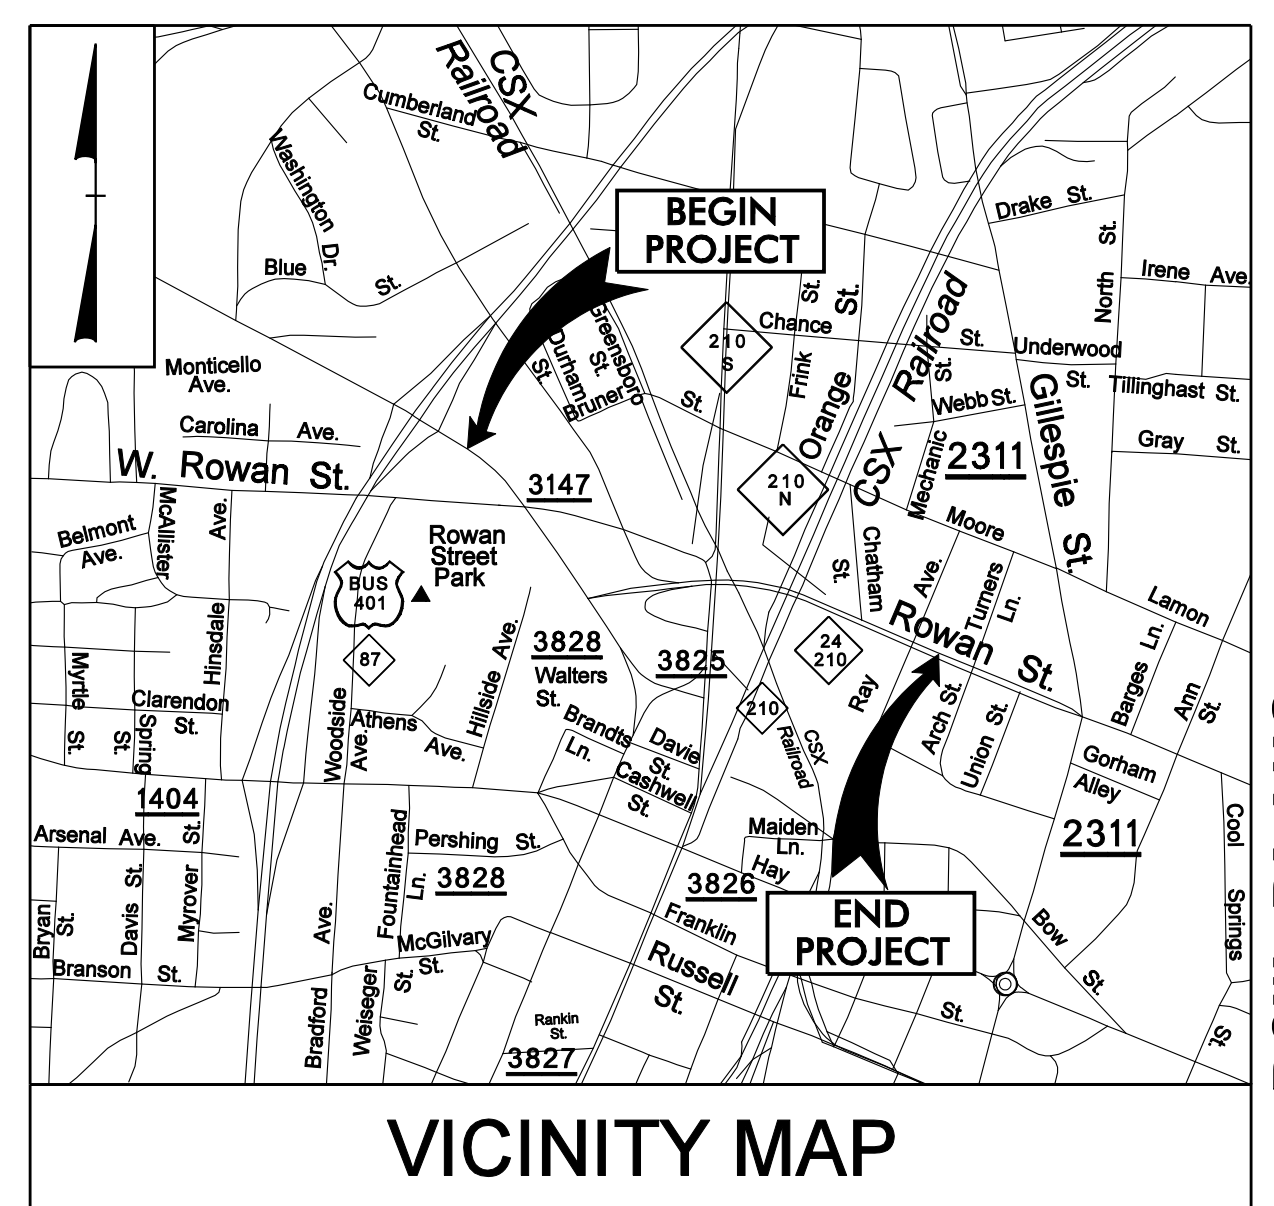 CSX
Railroad
Cumberland
St.
Washington Dr.
Blue St.
BEGIN
PROJECT
Drake St.
North St.
Irene Ave.
Greensboro
St.
Durham
St.
Bruner St.
210
S
Chance St.
Frink St.
Orange St.
CSX Railroad
Underwood
St.
Tillinghast St.
Webb St.
Gillespie St.
Gray St.
Monticello
Ave.
Carolina Ave.
W. Rowan St.
3147
210
N
Mechanic St.
2311
Moore
Lamon
St.
McAllister
Ave.
Belmont
Ave.
Hinsdale
Rowan
Street
Park
BUS
401
87
Chatham
St.
Ave.
Turners
Ln.
Rowan St.
Barges Ln.
Ann
St.
3828
Walters
St.
3825
24
210
210
Ray
Arch St.
Union St.
Hillside Ave.
Myrtle
St.
Clarendon
St.
Spring
St.
Woodside
Ave.
Athens
Ave.
Brandts
Ln.
Davie
St.
Cashwell
St.
CSX
Railroad
Gorham
Alley
1404
Arsenal Ave.
Myrover St.
Davis St.
Bryan
St.
Branson St.
Fountainhead
Ln.
Pershing St.
3828
McGilvary
St.
Weiseger St.
Bradford Ave.
Maiden
Ln.
Hay
St.
3826
Franklin
Russell
St.
2311
Cool Springs
St.
END
PROJECT
Bow
St.
Rankin
St.
3827
VICINITY MAP